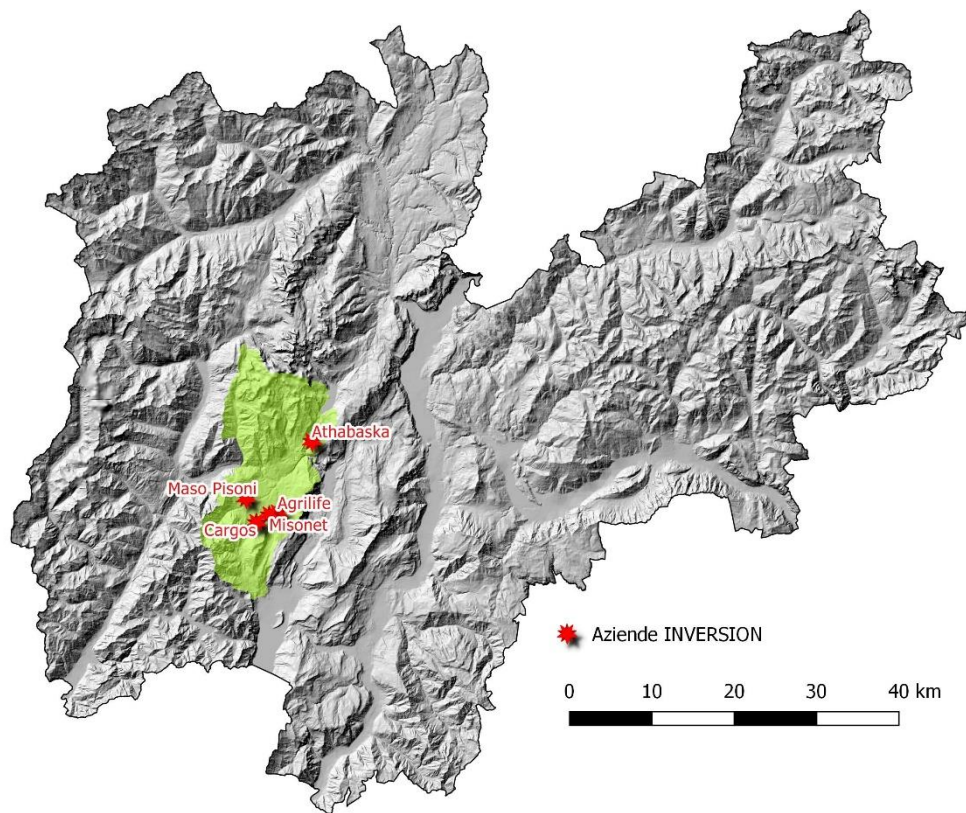 Athabaska
Maso Pisoni
Agrilife
Cargos
Misonet
Aziende INVERSION
0 10 20 30 40 km